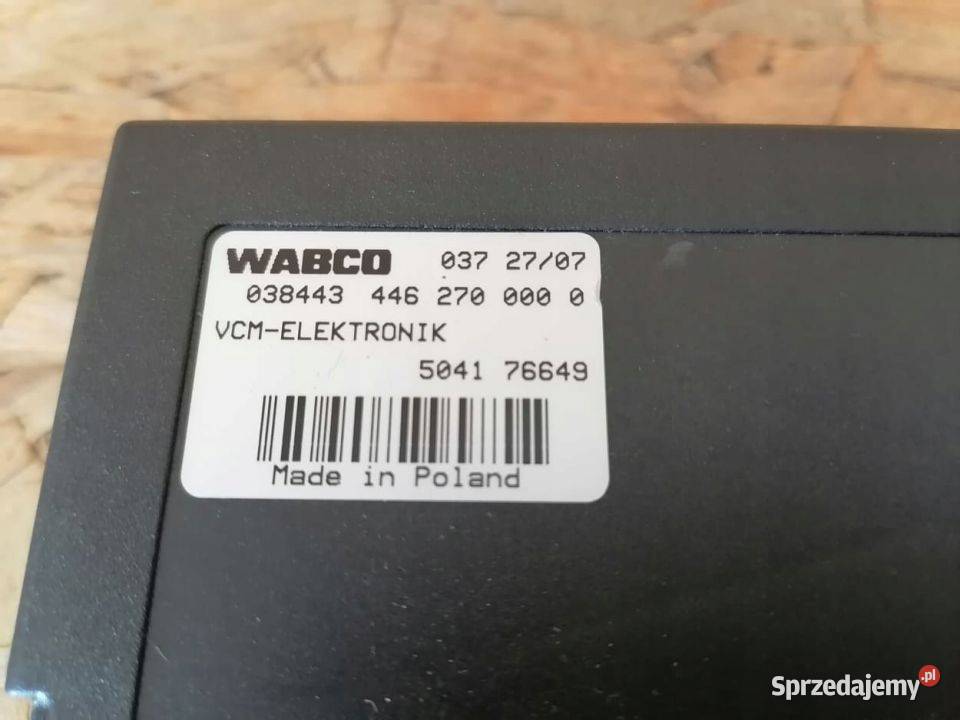 WABCO 037 27/07
038443 446 270 000 0
VCM-ELEKTRONIK
5041 76649
Made in Poland
Sprzedajemy.pl